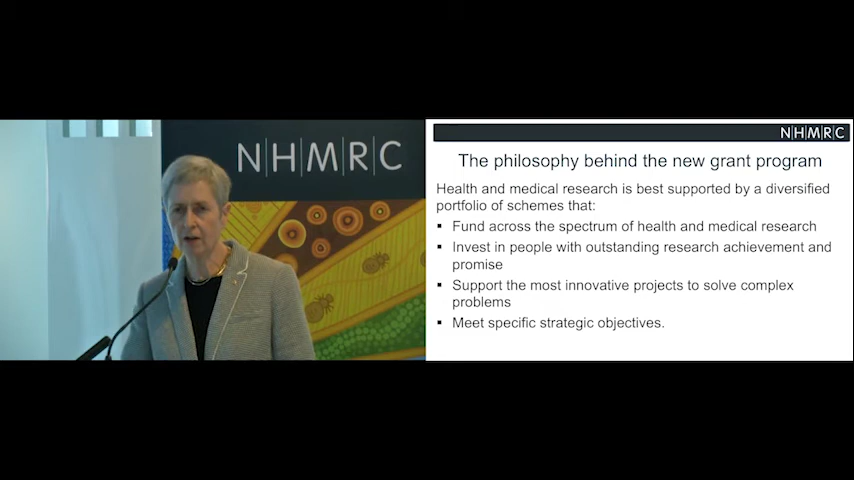 N|H|M|R|C
N|H|M|R|C
The philosophy behind the new grant program
Health and medical research is best supported by a diversified
portfolio of schemes that:
▪ Fund across the spectrum of health and medical research
▪ Invest in people with outstanding research achievement and
promise
▪ Support the most innovative projects to solve complex
problems
▪ Meet specific strategic objectives.